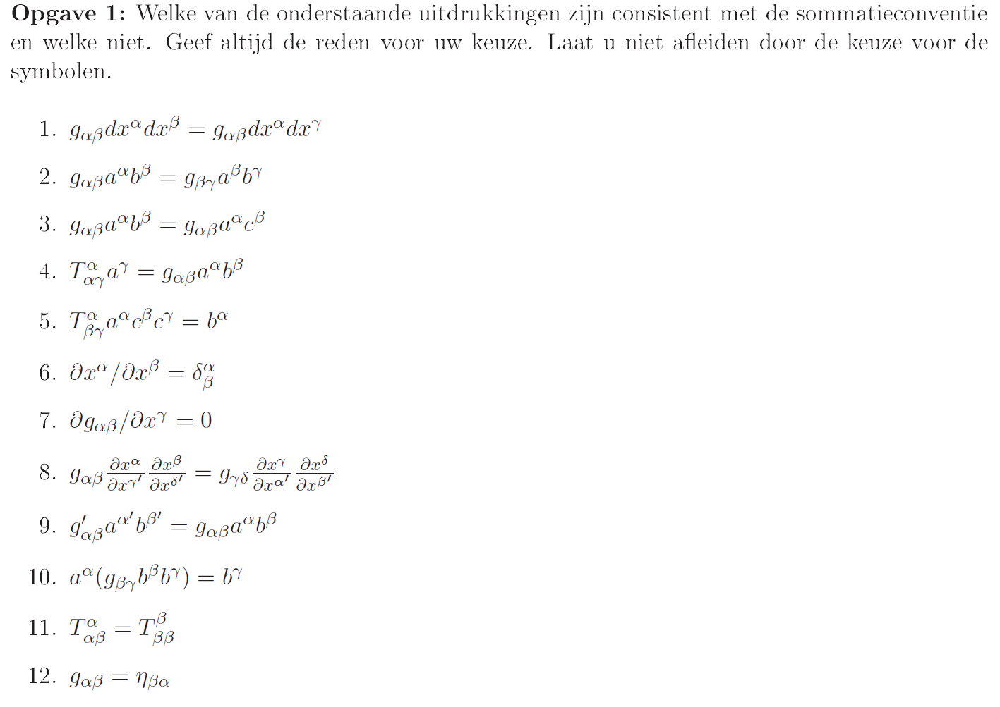 Opgave 1: Welke van de onderstaande uitdrukkingen zijn consistent met de sommatieconventie
en welke niet. Geef altijd de reden voor uw keuze. Laat u niet afleiden door de keuze voor de
symbolen.
1. $g_{\alpha\beta}dx^{\alpha}dx^{\beta} = g_{\alpha\beta}dx^{\alpha}dx^{\gamma}$
2. $g_{\alpha\beta}a^{\alpha}b^{\beta} = g_{\beta\gamma}a^{\beta}b^{\gamma}$
3. $g_{\alpha\beta}a^{\alpha}b^{\beta} = g_{\alpha\beta}a^{\alpha}c^{\beta}$
4. $T^{\alpha}_{\alpha\gamma}a^{\gamma} = g_{\alpha\beta}a^{\alpha}b^{\beta}$
5. $T^{\alpha}_{\beta\gamma}a^{\alpha}c^{\beta}c^{\gamma} = b^{\alpha}$
6. $\partial x^{\alpha}/\partial x^{\beta} = \delta^{\alpha}_{\beta}$
7. $\partial g_{\alpha\beta}/\partial x^{\gamma} = 0$
8. $g_{\alpha\beta}\frac{\partial x^{\alpha}}{\partial x^{\gamma'}}\frac{\partial x^{\beta}}{\partial x^{\delta'}} = g_{\gamma\delta}\frac{\partial x^{\gamma}}{\partial x^{\alpha'}}\frac{\partial x^{\delta}}{\partial x^{\beta'}}$
9. $g'_{\alpha\beta}a^{\alpha'}b^{\beta'} = g_{\alpha\beta}a^{\alpha}b^{\beta}$
10. $a^{\alpha}(g_{\beta\gamma}b^{\beta}b^{\gamma}) = b^{\gamma}$
11. $T^{\alpha}_{\alpha\beta} = T^{\beta}_{\beta\beta}$
12. $g_{\alpha\beta} = \eta_{\beta\alpha}$